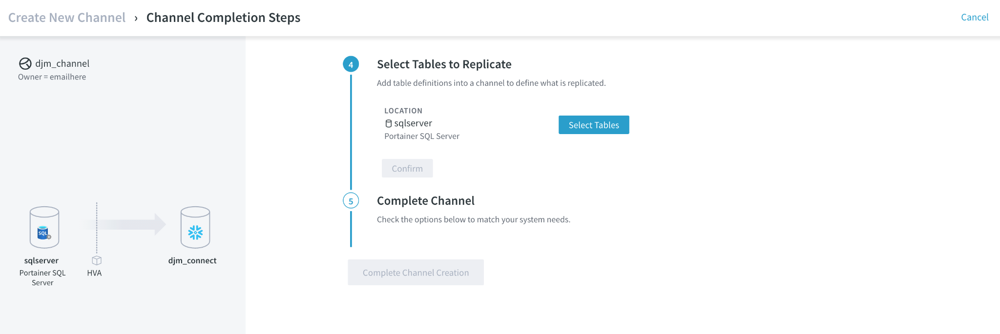 Create New Channel › Channel Completion Steps
Cancel
djm_channel
Owner = emailhere
SQL
sqlserver
Portainer SQL
Server
HVA
djm_connect
4 Select Tables to Replicate
Add table definitions into a channel to define what is replicated.
LOCATION
sqlserver
Portainer SQL Server
Select Tables
Confirm
5 Complete Channel
Check the options below to match your system needs.
Complete Channel Creation